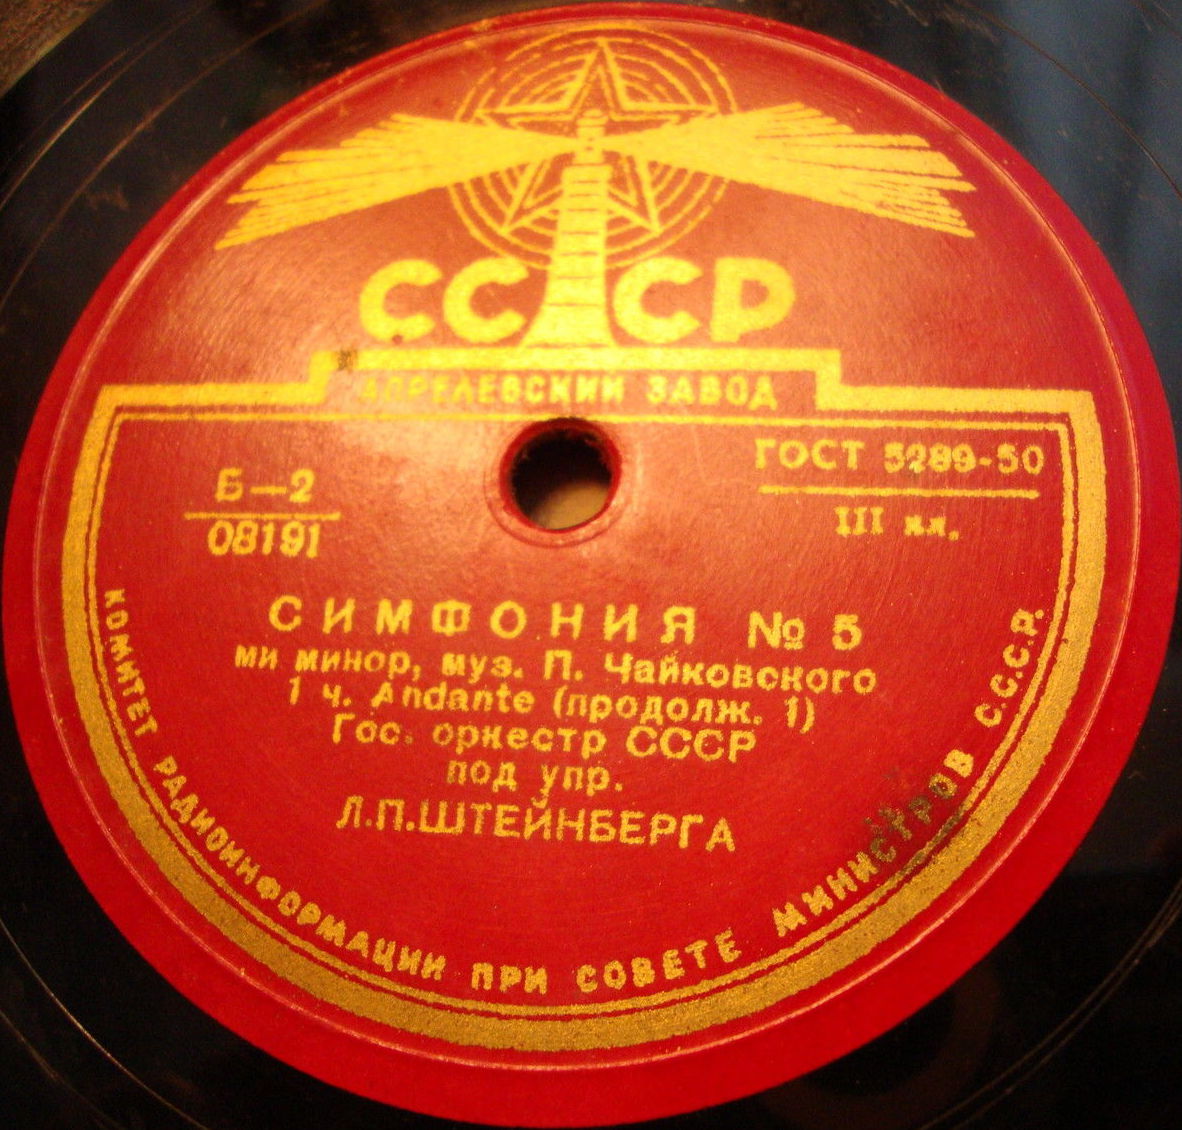 СССР
АПРЕЛЕВСКИЙ ЗАВОД
Б—2
08191
ГОСТ 5289-50
III кл.
СИМФОНИЯ № 5
ми минор, муз. П. Чайковского
1 ч. Andante (продолж. 1)
Гос. оркестр СССР
под упр.
Л.П.ШТЕЙНБЕРГА
КОМИТЕТ РАДИОИНФОРМАЦИИ ПРИ СОВЕТЕ МИНИСТРОВ С.С.С.Р.